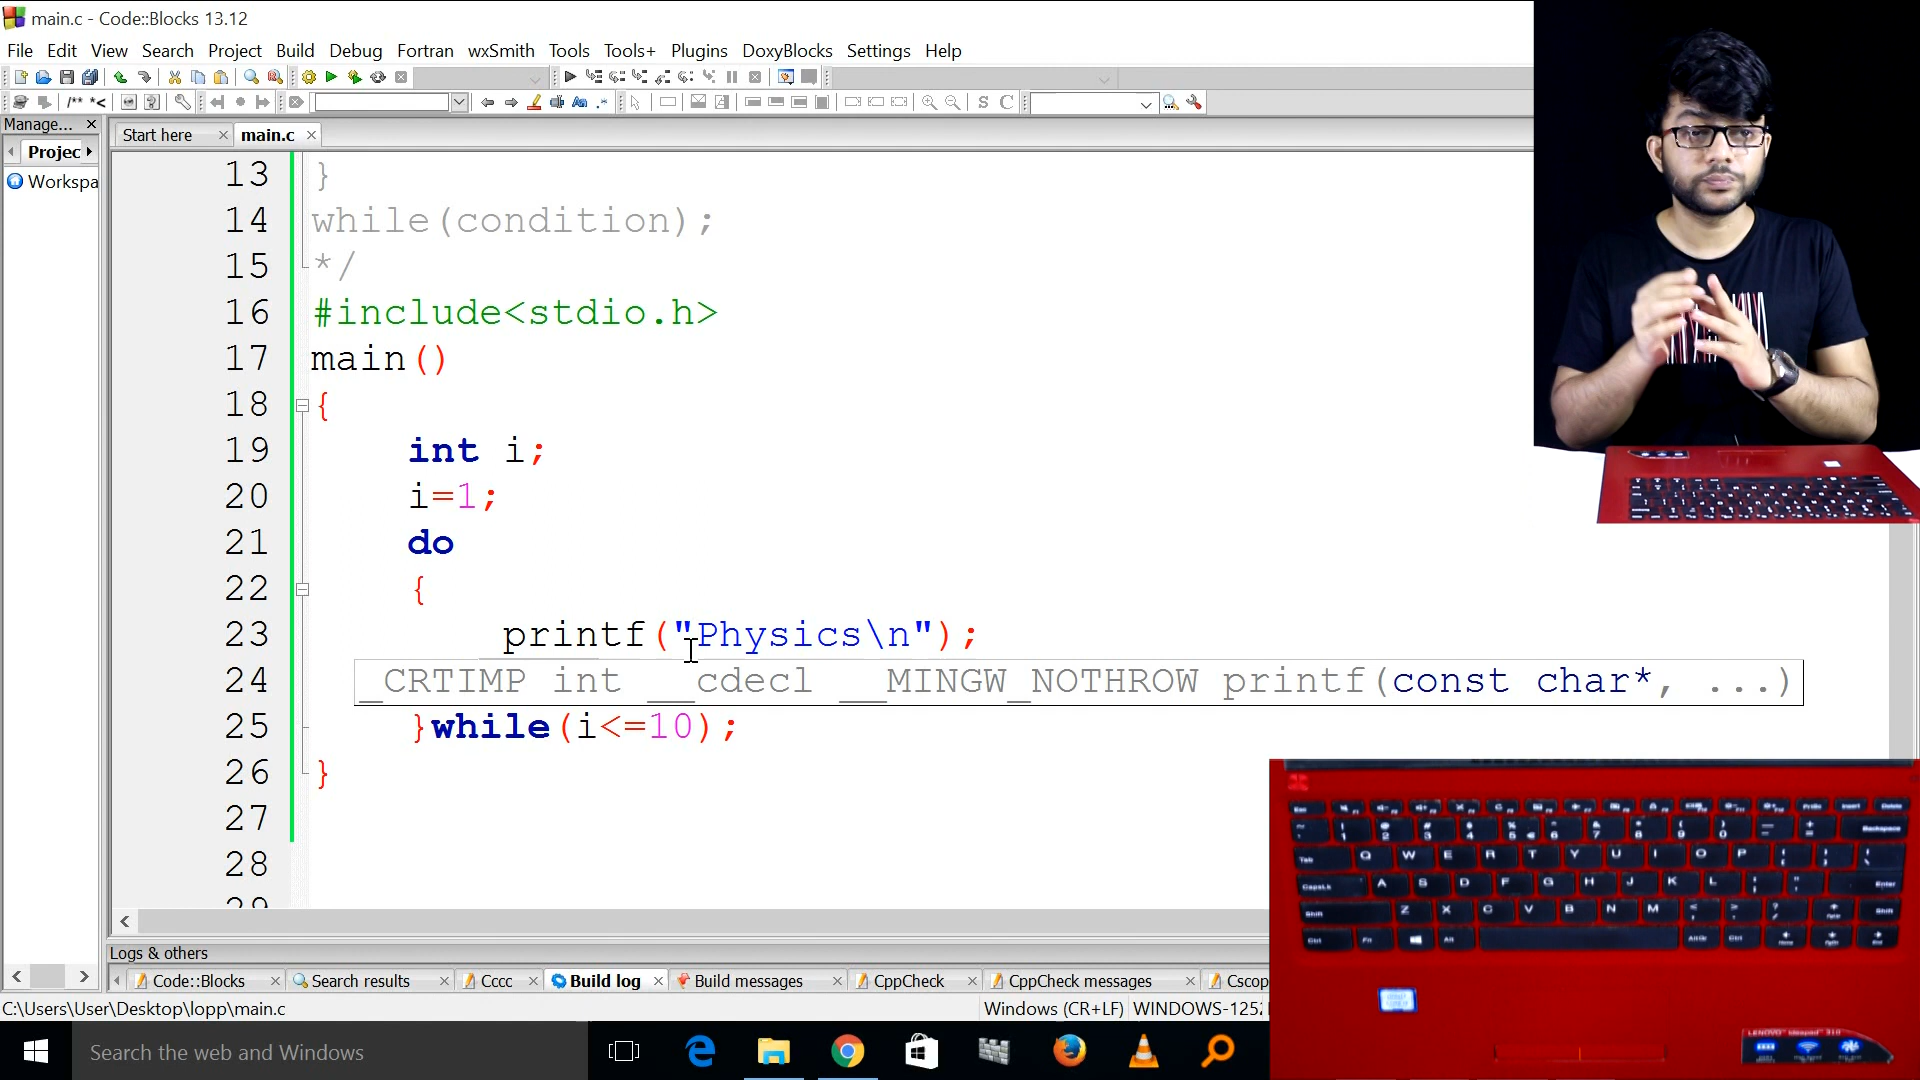 main.c - Code::Blocks 13.12
File Edit View Search Project Build Debug Fortran wxSmith Tools Tools+ Plugins DoxyBlocks Settings Help
/** *<
S C
Manage...
Start here main.c
Projec
Workspa
13 }
14 while(condition);
15 */
16 #include<stdio.h>
17 main()
18 {
19 int i;
20 i=1;
21 do
22 {
23 printf("Physics\n");
24 _CRTIMP int __cdecl __MINGW_NOTHROW printf(const char*, ...)
25 }while(i<=10);
26 }
27
28
29
Logs & others
Code::Blocks Search results Cccc Build log Build messages CppCheck CppCheck messages Cscop
C:\Users\User\Desktop\lopp\main.c Windows (CR+LF) WINDOWS-1252
Search the web and Windows
Q W E R T Y U I O P
A S D F G H J K L
Z X C V B N M